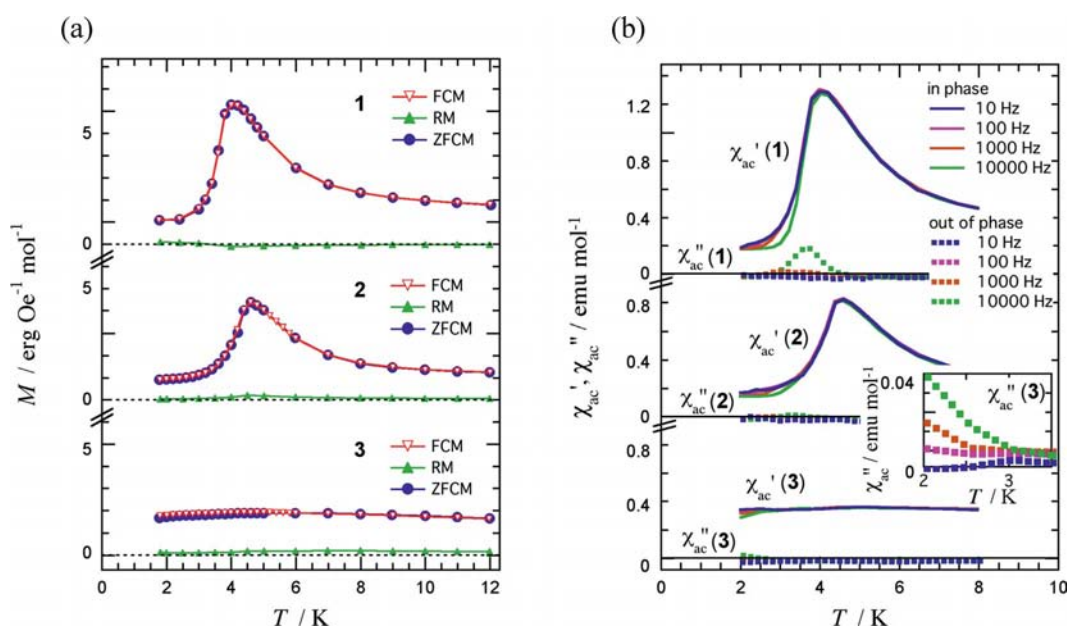 (a)
M / erg Oe⁻¹ mol⁻¹
1
FCM
RM
ZFCM
5
0
2
FCM
RM
ZFCM
5
0
3
FCM
RM
ZFCM
5
0
0 2 4 6 8 10 12
T / K
(b)
χac', χac'' / emu mol⁻¹
in phase
10 Hz
100 Hz
1000 Hz
10000 Hz
out of phase
10 Hz
100 Hz
1000 Hz
10000 Hz
1.2
0.8
0.4
0
χac' (1)
χac'' (1)
0.8
0.4
0
χac' (2)
χac'' (2)
0.8
0.4
0
χac' (3)
χac'' (3)
0.04
0
χac'' / emu mol⁻¹
χac'' (3)
2 3
T / K
0 2 4 6 8 10
T / K